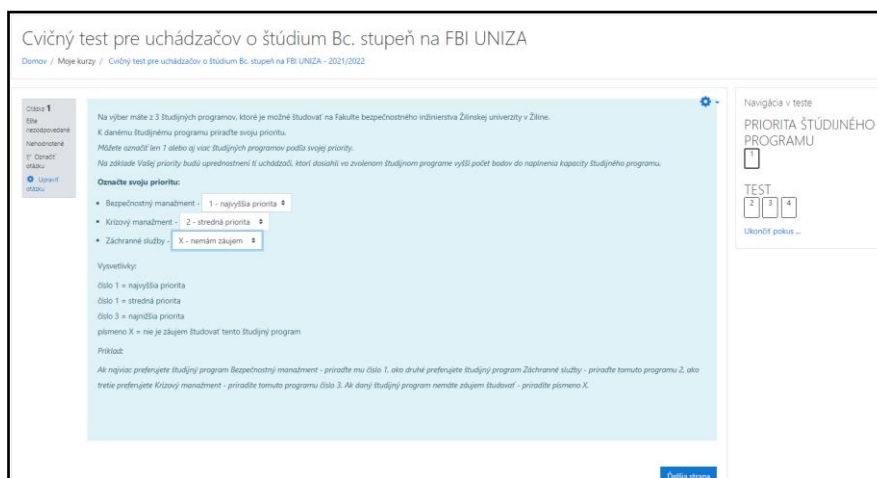 Cvičný test pre uchádzačov o štúdium Bc. stupeň na FBI UNIZA
Domov / Moje kurzy / Cvičný test pre uchádzačov o štúdium Bc. stupeň na FBI UNIZA - 2021/2022
Otázka 1
Ešte
nezodpovedané
Nehodnotené
Označiť
otázku
Upraviť
otázku
Na výber máte z 3 študijných programov, ktoré je možné študovať na Fakulte bezpečnostného inžinierstva Žilinskej univerzity v Žiline.
K danému študijnému programu priraďte svoju prioritu.
Môžete označiť len 1 alebo aj viac študijných programov podľa svojej priority.
Na základe Vašej priority budú uprednostnení tí uchádzači, ktorí dosiahli vo zvolenom študijnom programe vyšší počet bodov do naplnenia kapacity študijného programu.
Označte svoju prioritu:
Bezpečnostný manažment - 1 - najvyššia priorita
Krízový manažment - 2 - stredná priorita
Záchranné služby - X - nemám záujem
Vysvetlivky:
číslo 1 = najvyššia priorita
číslo 1 = stredná priorita
číslo 3 = najnižšia priorita
písmeno X = nie je záujem študovať tento študijný program
Príklad:
Ak najviac preferujete študijný program Bezpečnostný manažment - priraďte mu číslo 1, ako druhé preferujete študijný program Záchranné služby - priraďte tomuto programu 2, ako
tretie preferujete Krízový manažment - priradíte tomuto programu číslo 3. Ak daný študijný program nemáte záujem študovať - priradíte písmeno X.
Ďalšia strana
Navigácia v teste
PRIORITA ŠTÚDIJNÉHO
PROGRAMU
1
TEST
2 3 4
Ukončiť pokus ...